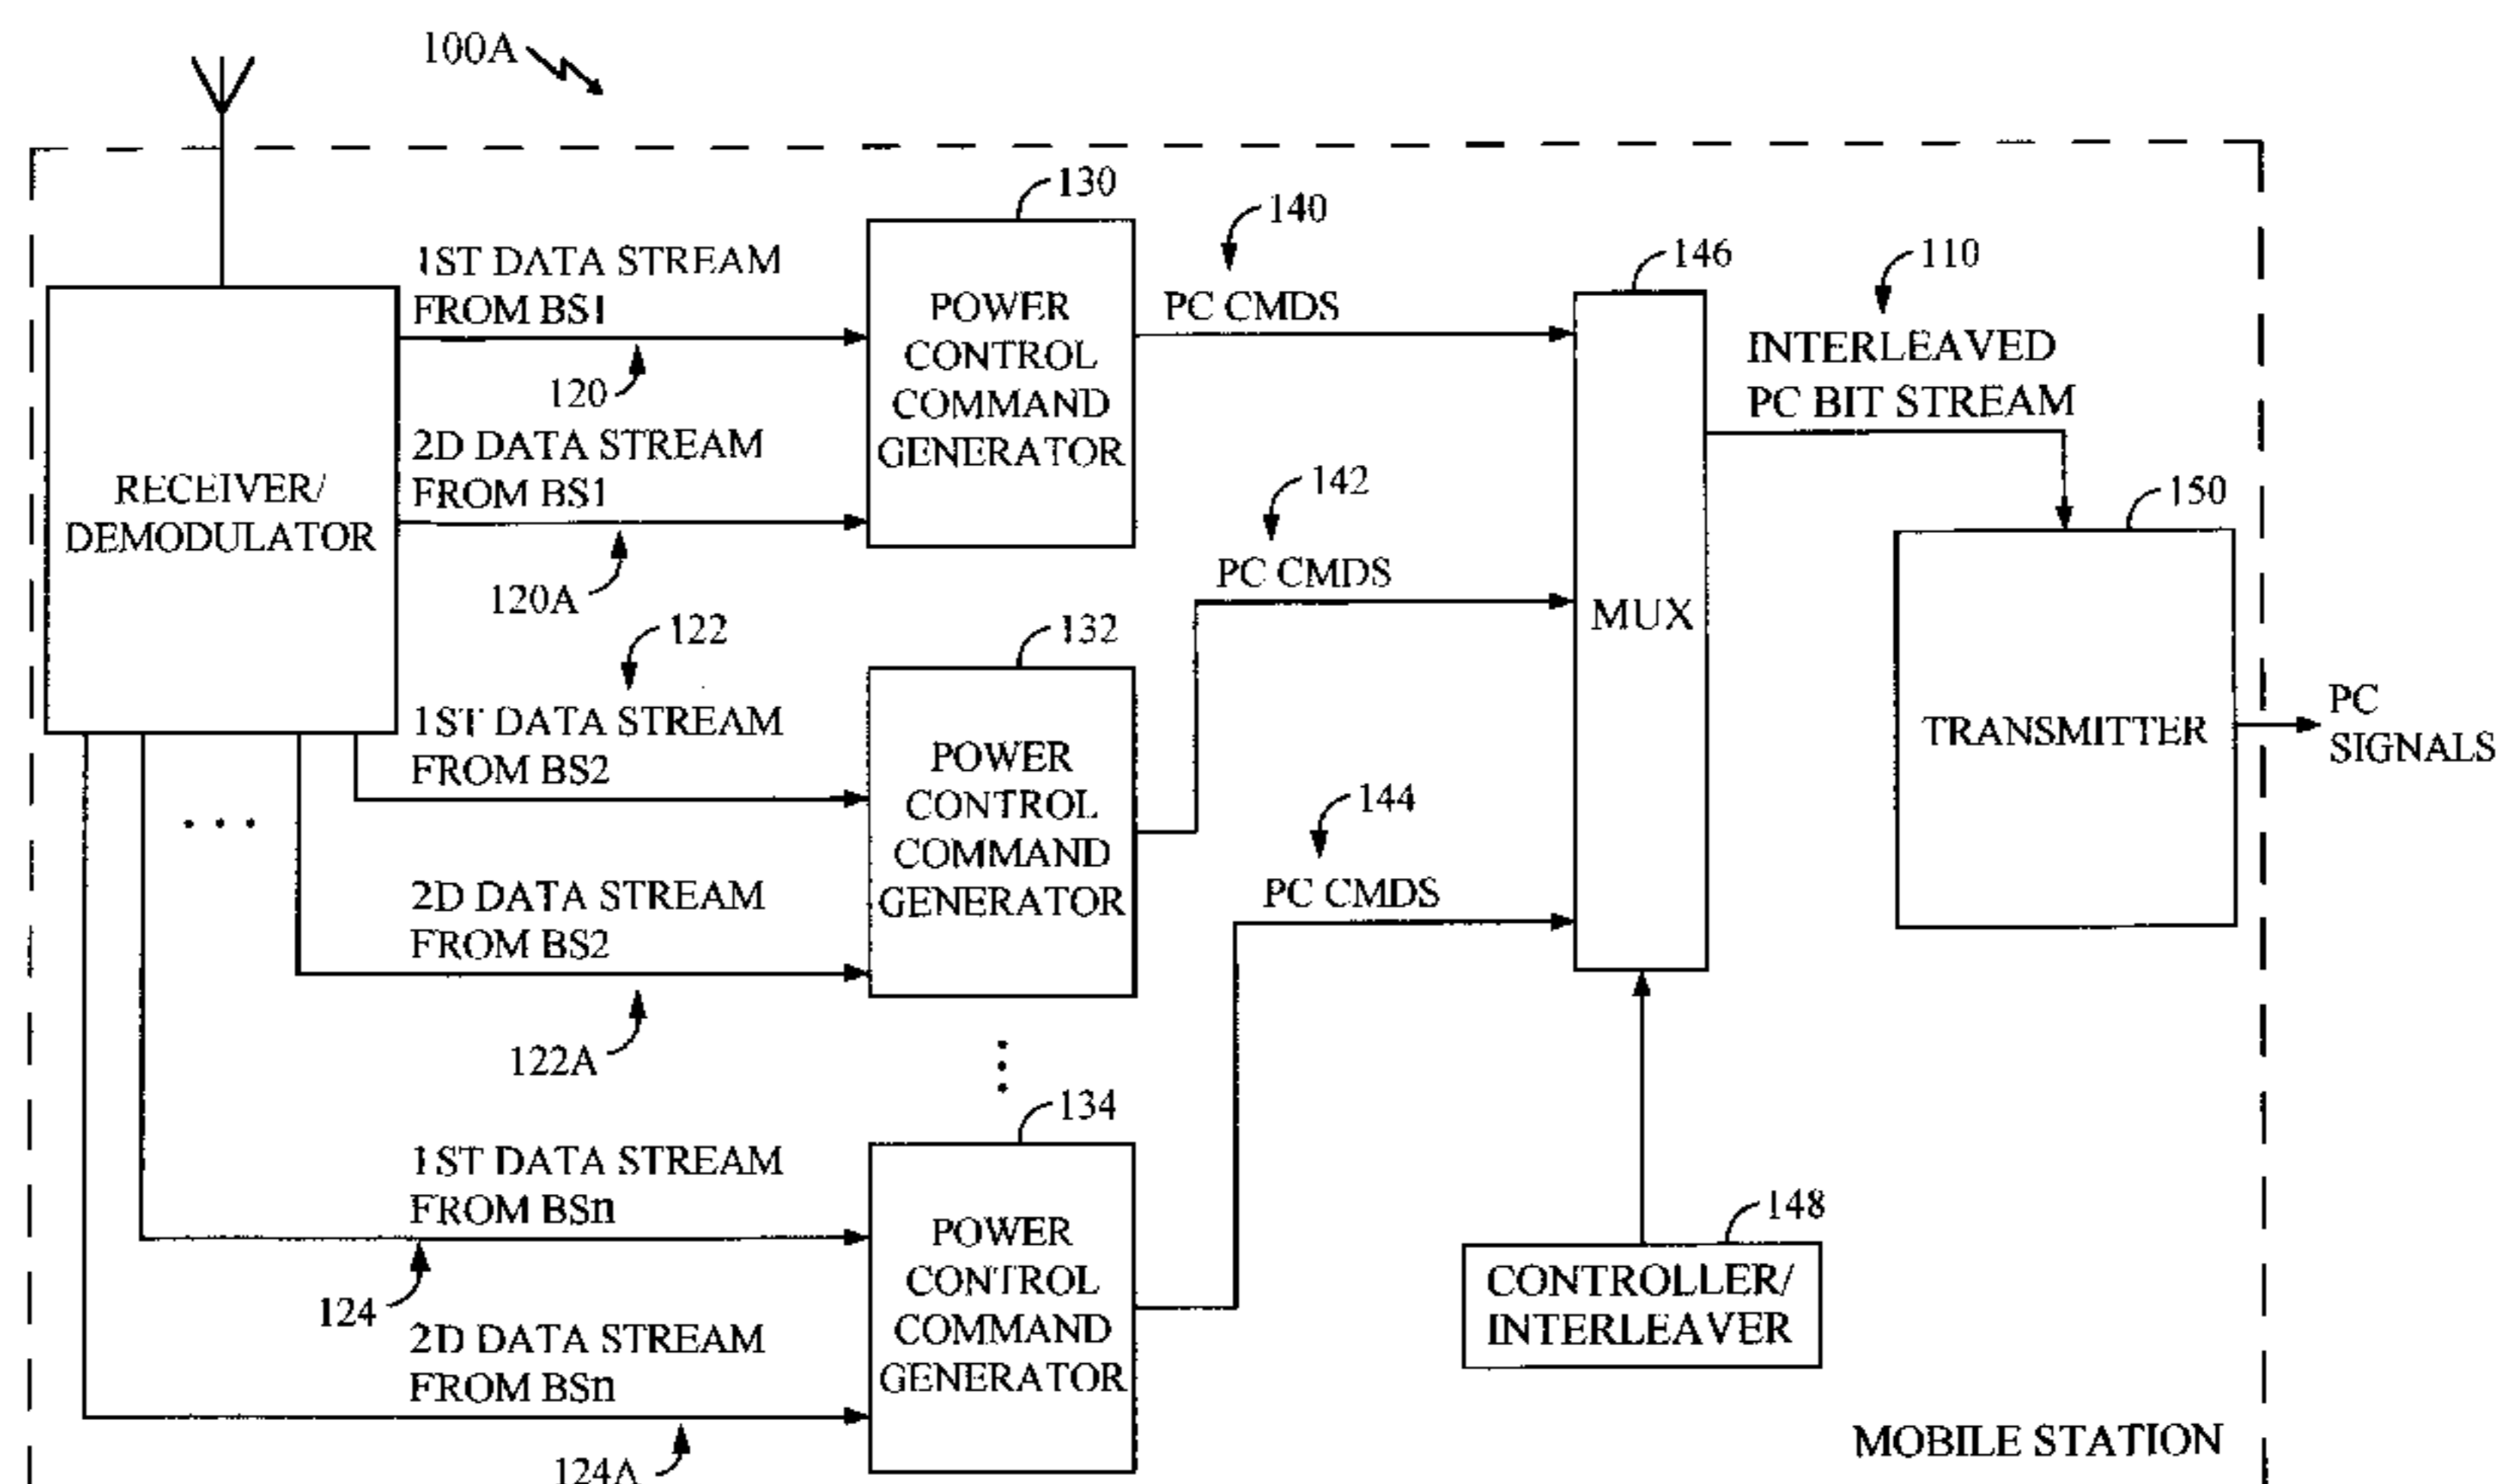 100A
130
140
146
110
1ST DATA STREAM
FROM BS1
120
2D DATA STREAM
FROM BS1
120A
RECEIVER/
DEMODULATOR
POWER
CONTROL
COMMAND
GENERATOR
PC CMDS
INTERLEAVED
PC BIT STREAM
142
PC CMDS
150
MUX
TRANSMITTER
PC
SIGNALS
122
132
1ST DATA STREAM
FROM BS2
2D DATA STREAM
FROM BS2
122A
POWER
CONTROL
COMMAND
GENERATOR
144
PC CMDS
134
1ST DATA STREAM
FROM BSn
124
2D DATA STREAM
FROM BSn
124A
POWER
CONTROL
COMMAND
GENERATOR
148
CONTROLLER/
INTERLEAVER
MOBILE STATION